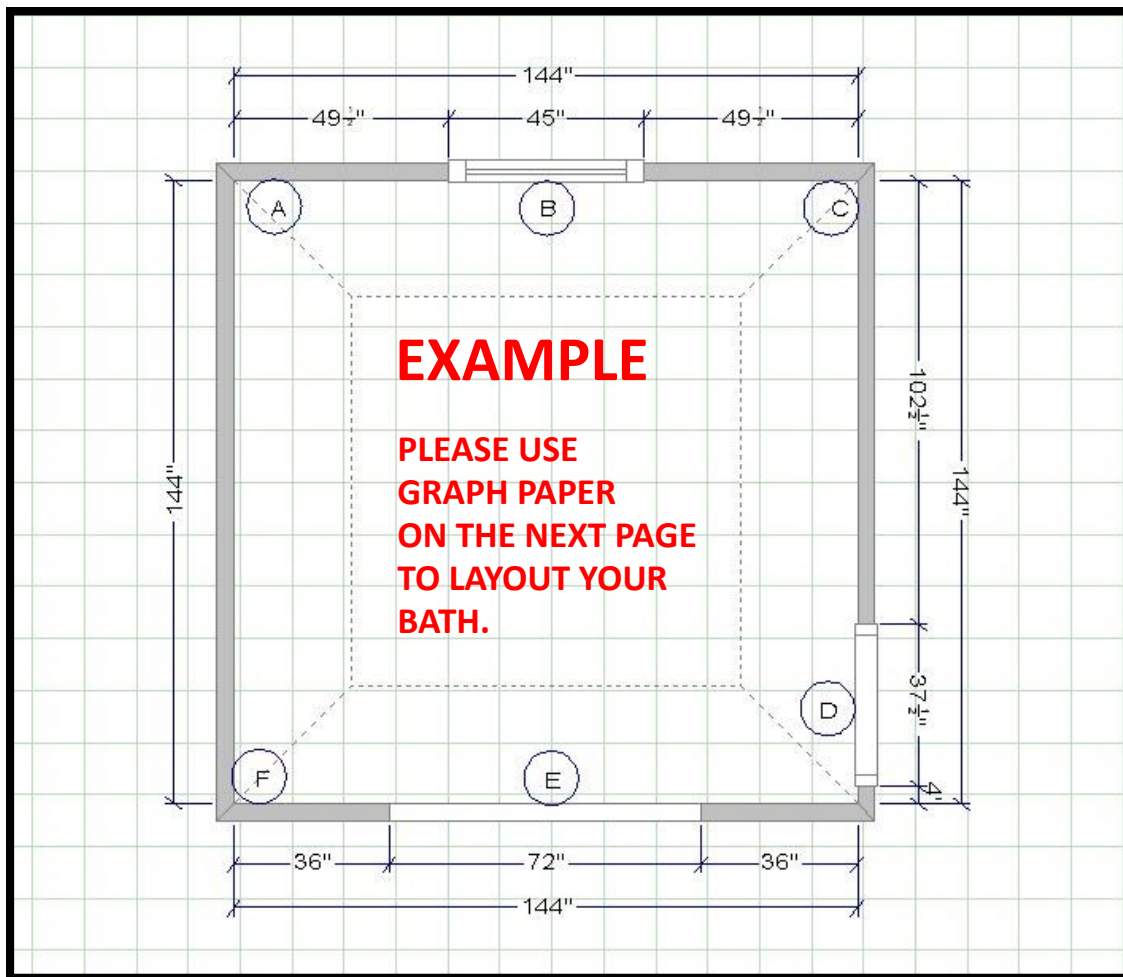 144"
49½" 45" 49½"
A B C
EXAMPLE
PLEASE USE
GRAPH PAPER
ON THE NEXT PAGE
TO LAYOUT YOUR
BATH.
102½"
144"
144"
37½"
D
4"
F E
36" 72" 36"
144"